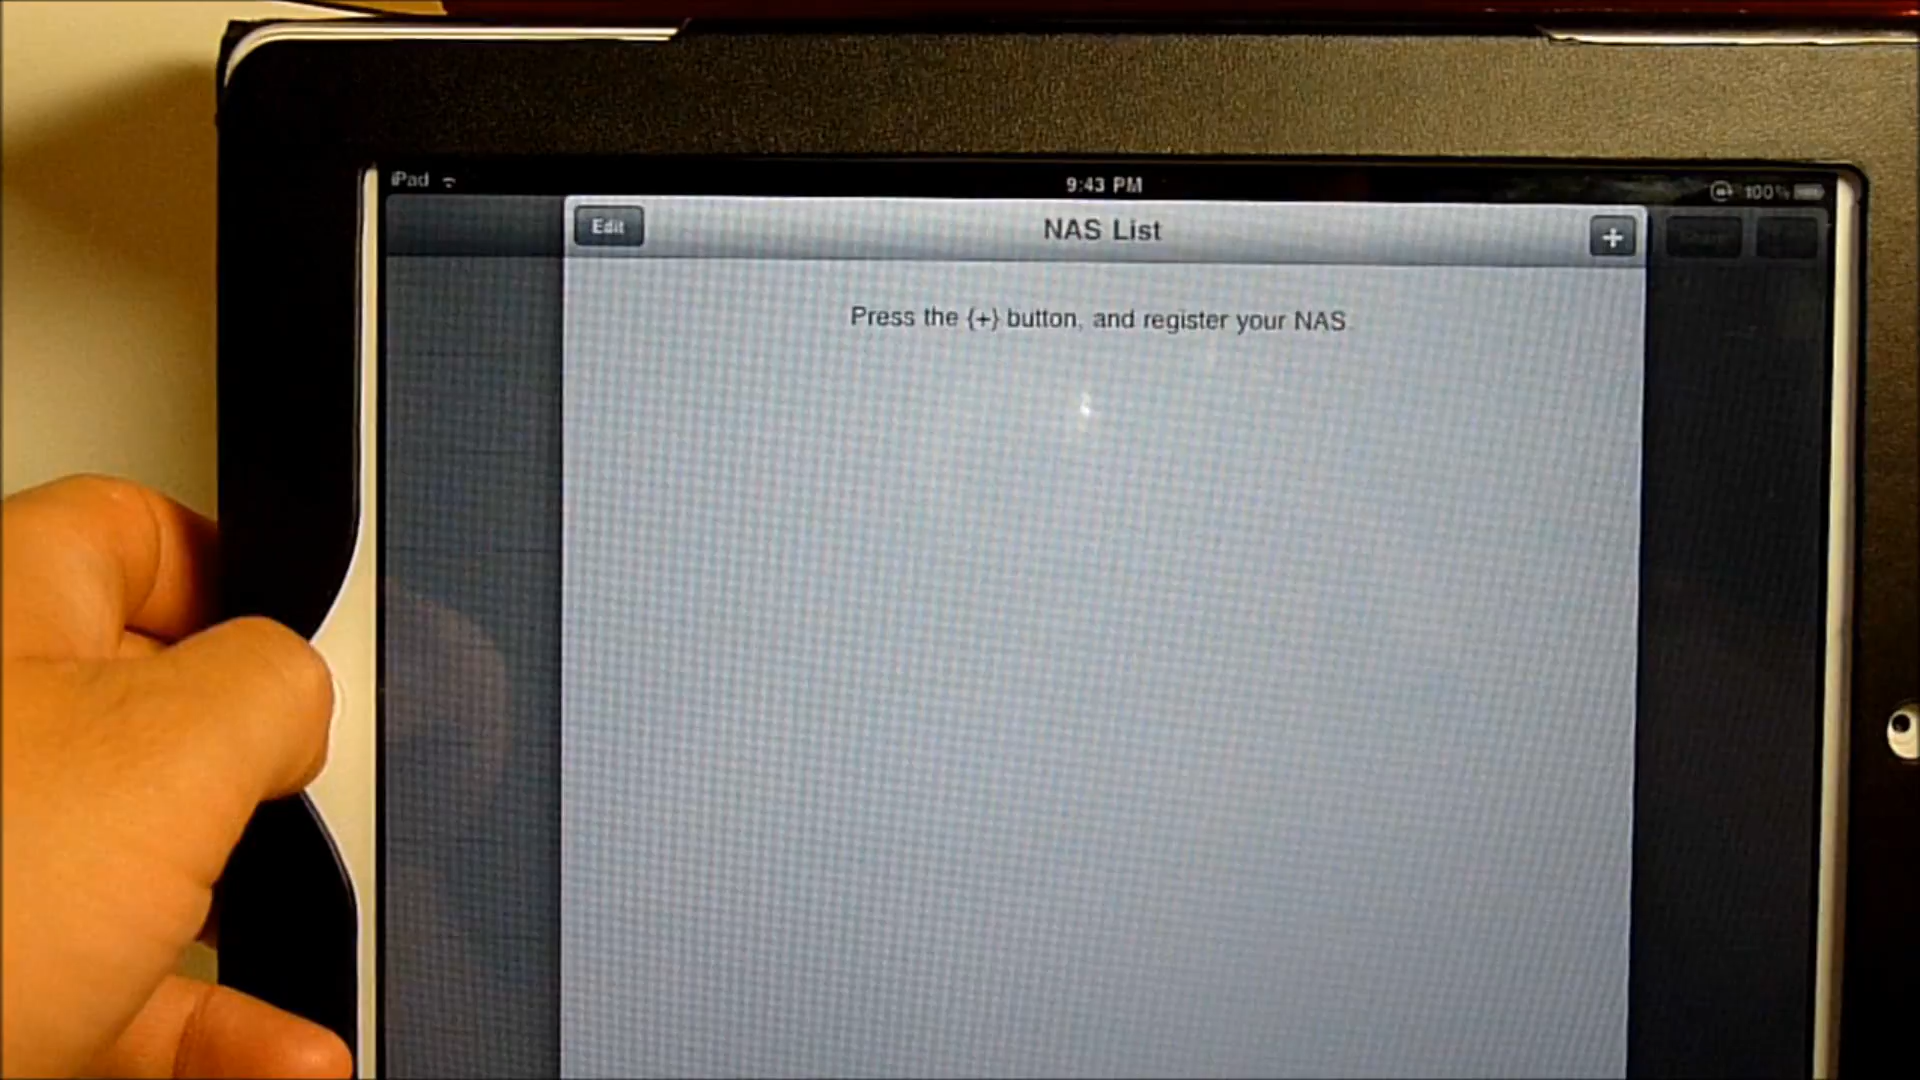 iPad
9:43 PM
100%
Edit
NAS List
+
Press the {+} button, and register your NAS.